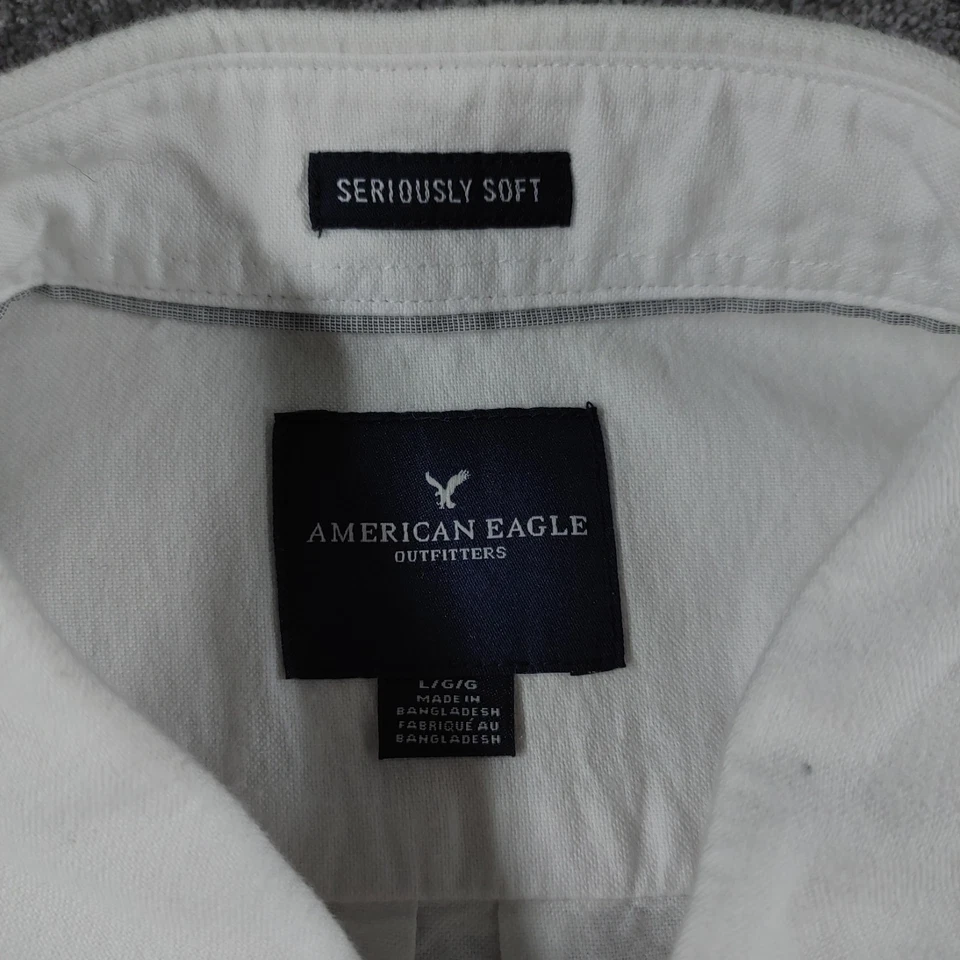 SERIOUSLY SOFT
AMERICAN EAGLE
OUTFITTERS
L/G/G
MADE IN
BANGLADESH
FABRIQUÉ AU
BANGLADESH